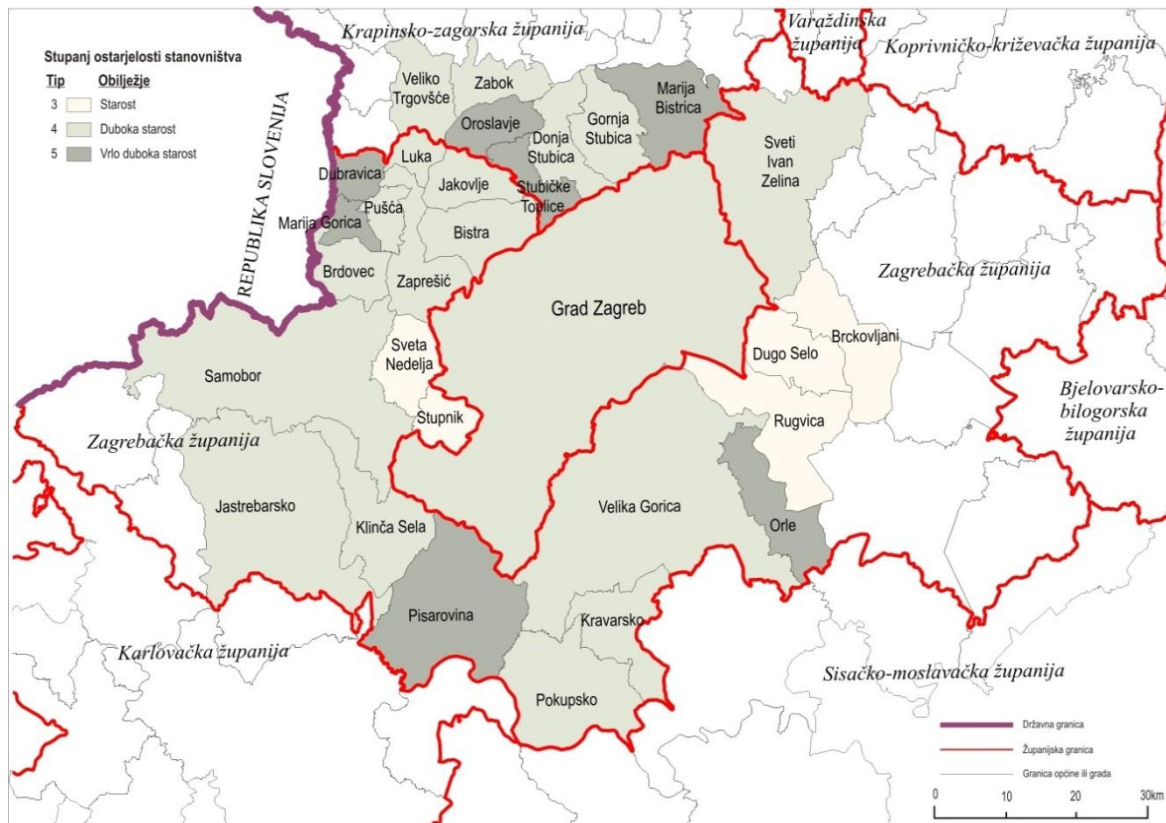 Stupanj ostarjelosti stanovništva
Tip Obilježje
3 Starost
4 Duboka starost
5 Vrlo duboka starost
REPUBLIKA SLOVENIJA
Krapinsko-zagorska županija
Varaždinska
županija
Koprivničko-križevačka županija
Veliko
Trgovšće
Zabok
Marija
Bistrica
Oroslavje
Gornja
Stubica
Donja
Stubica
Sveti
Ivan
Zelina
Luka
Dubravica
Jakovlje
Stubičke
Toplice
Pušća
Marija Gorica
Bistra
Brdovec
Zaprešić
Zagrebačka županija
Grad Zagreb
Sveta
Nedelja
Brckovljani
Dugo Selo
Samobor
Bjelovarsko-
bilogorska
županija
Stupnik
Rugvica
Zagrebačka županija
Jastrebarsko
Klinča Sela
Velika Gorica
Orle
Pisarovina
Kravarsko
Karlovačka županija
Sisačko-moslavačka županija
Pokupsko
Državna granica
Županijska granica
Granica općine ili grada
0 10 20 30km